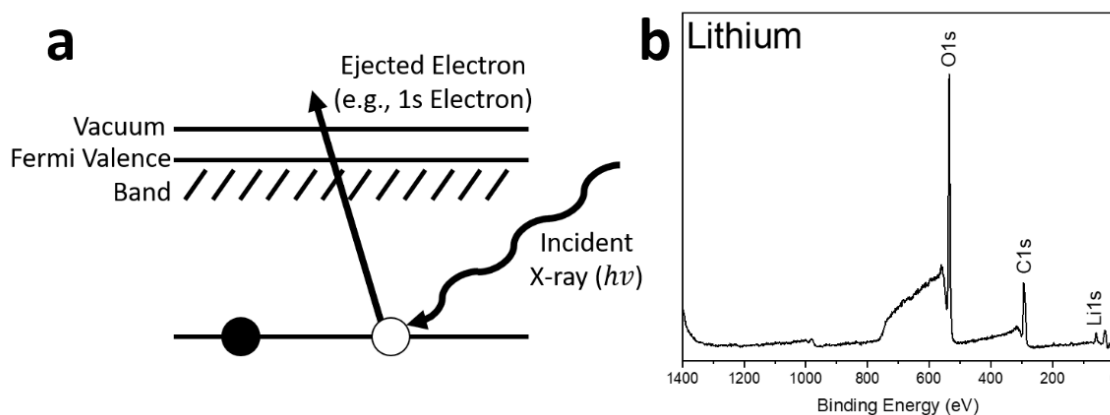 a
Ejected Electron
(e.g., 1s Electron)
Vacuum
Fermi Valence
Band
Incident
X-ray (hv)
b
Lithium
O1s
C1s
Li1s
1400 1200 1000 800 600 400 200
Binding Energy (eV)